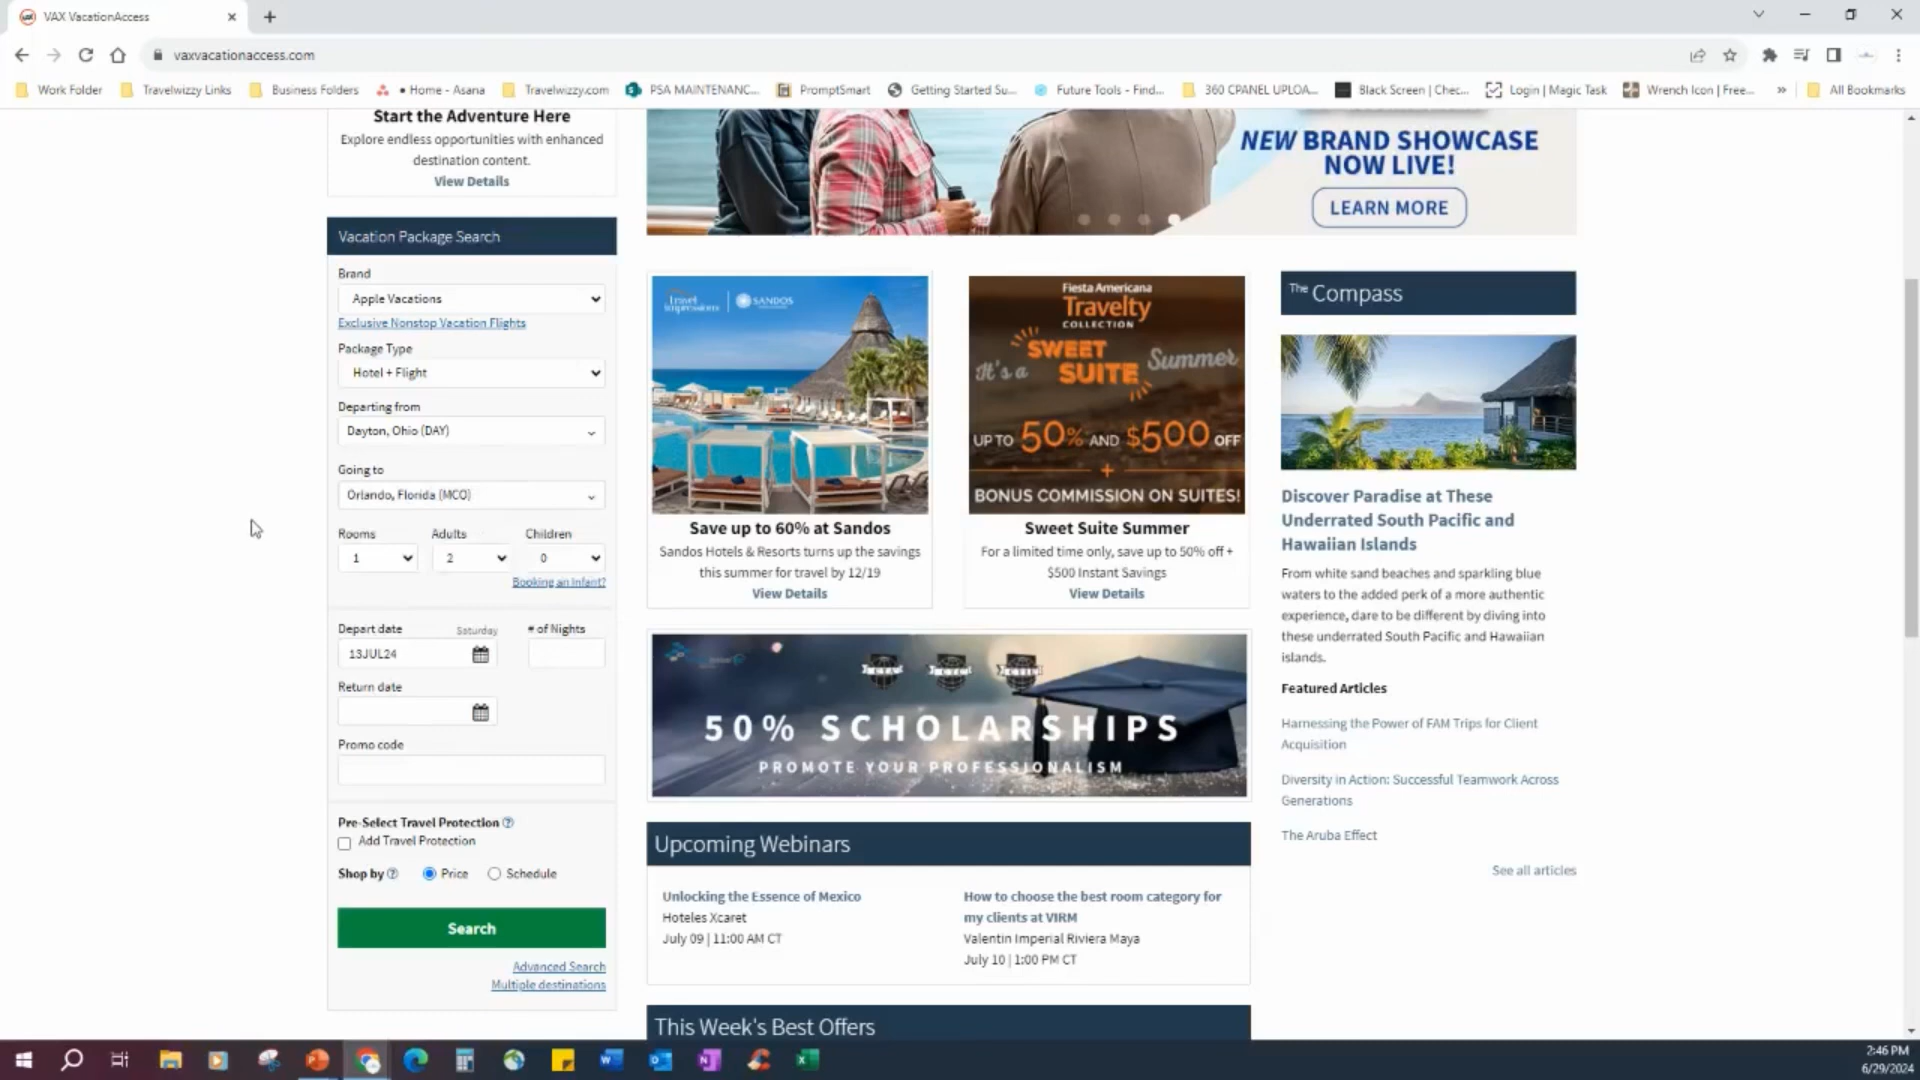 VAX VacationAccess
vaxvacationaccess.com
Work Folder
Travelwizzy Links
Business Folders
• Home - Asana
Travelwizzy.com
PSA MAINTENANC...
PromptSmart
Getting Started Su...
Future Tools - Find...
360 CPANEL UPLOA...
Black Screen | Chec...
Login | Magic Task
Wrench Icon | Free...
»
All Bookmarks
Start the Adventure Here
Explore endless opportunities with enhanced
destination content.
View Details
NEW BRAND SHOWCASE
NOW LIVE!
LEARN MORE
Vacation Package Search
Brand
Apple Vacations
Exclusive Nonstop Vacation Flights
Package Type
Hotel + Flight
Departing from
Dayton, Ohio (DAY)
Going to
Orlando, Florida (MCO)
Rooms Adults Children
1 2 0
Booking an Infant?
Depart date Saturday # of Nights
13JUL24
Return date
Promo code
Pre-Select Travel Protection
Add Travel Protection
Shop by Price Schedule
Search
Advanced Search
Multiple destinations
Travel
Impressions
SANDOS
Save up to 60% at Sandos
Sandos Hotels & Resorts turns up the savings
this summer for travel by 12/19
View Details
Fiesta Americana
Travelty
COLLECTION
It's a SWEET SUITE Summer
UP TO 50% AND $500 OFF
+
BONUS COMMISSION ON SUITES!
Sweet Suite Summer
For a limited time only, save up to 50% off +
$500 Instant Savings
View Details
50% SCHOLARSHIPS
PROMOTE YOUR PROFESSIONALISM
Upcoming Webinars
Unlocking the Essence of Mexico
Hoteles Xcaret
July 09 | 11:00 AM CT
How to choose the best room category for
my clients at VIRM
Valentin Imperial Riviera Maya
July 10 | 1:00 PM CT
This Week's Best Offers
The Compass
Discover Paradise at These
Underrated South Pacific and
Hawaiian Islands
From white sand beaches and sparkling blue
waters to the added perk of a more authentic
experience, dare to be different by diving into
these underrated South Pacific and Hawaiian
islands.
Featured Articles
Harnessing the Power of FAM Trips for Client
Acquisition
Diversity in Action: Successful Teamwork Across
Generations
The Aruba Effect
See all articles
2:46 PM
6/29/2024